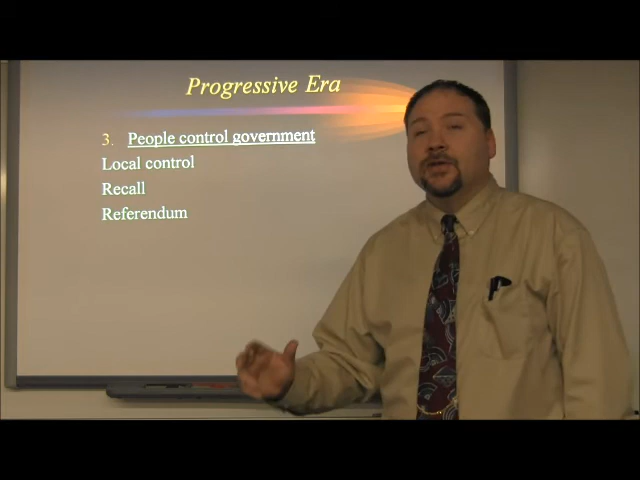 Progressive Era
3. People control government
Local control
Recall
Referendum